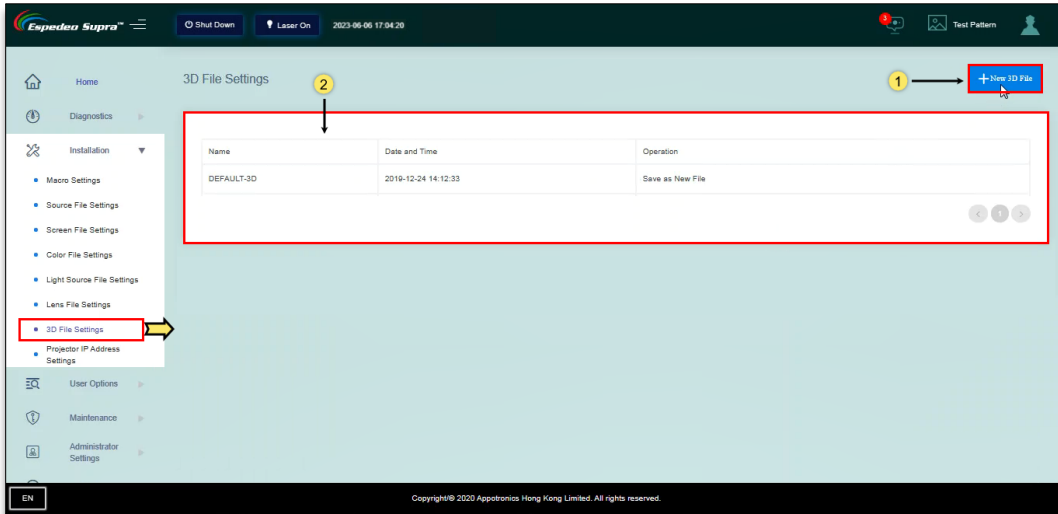 Espedeo Supra™
Shut Down
Laser On
2023-06-06 17:04:20
3
Test Pattern
Home
Diagnostics
Installation
Macro Settings
Source File Settings
Screen File Settings
Color File Settings
Light Source File Settings
Lens File Settings
3D File Settings
Projector IP Address
Settings
User Options
Maintenance
Administrator
Settings
3D File Settings
2
1
+New 3D File
Name Date and Time Operation
DEFAULT-3D 2019-12-24 14:12:33 Save as New File
< 1 >
EN
Copyright/® 2020 Appotronics Hong Kong Limited. All rights reserved.